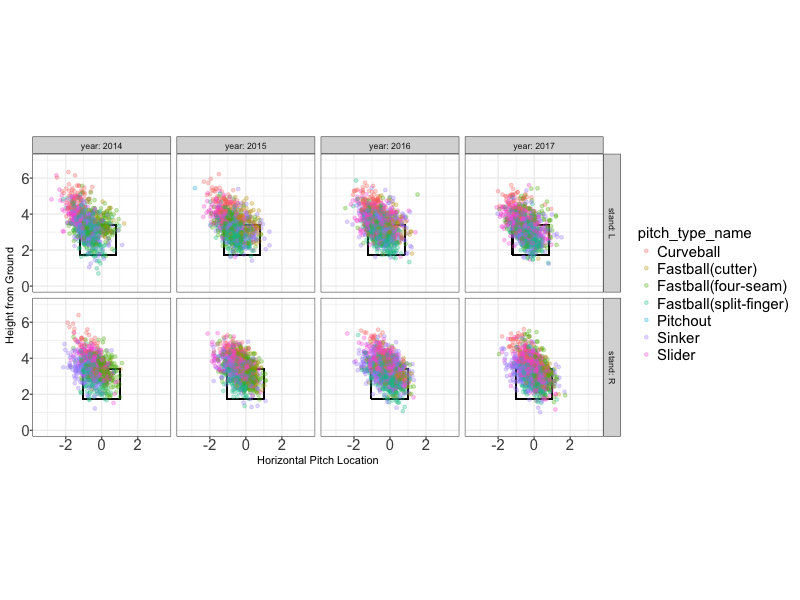 year: 2014
year: 2015
year: 2016
year: 2017
6
4
2
0
stand: L
6
4
2
0
stand: R
-2 0 2
-2 0 2
-2 0 2
-2 0 2
Horizontal Pitch Location
Height from Ground
pitch_type_name
Curveball
Fastball(cutter)
Fastball(four-seam)
Fastball(split-finger)
Pitchout
Sinker
Slider